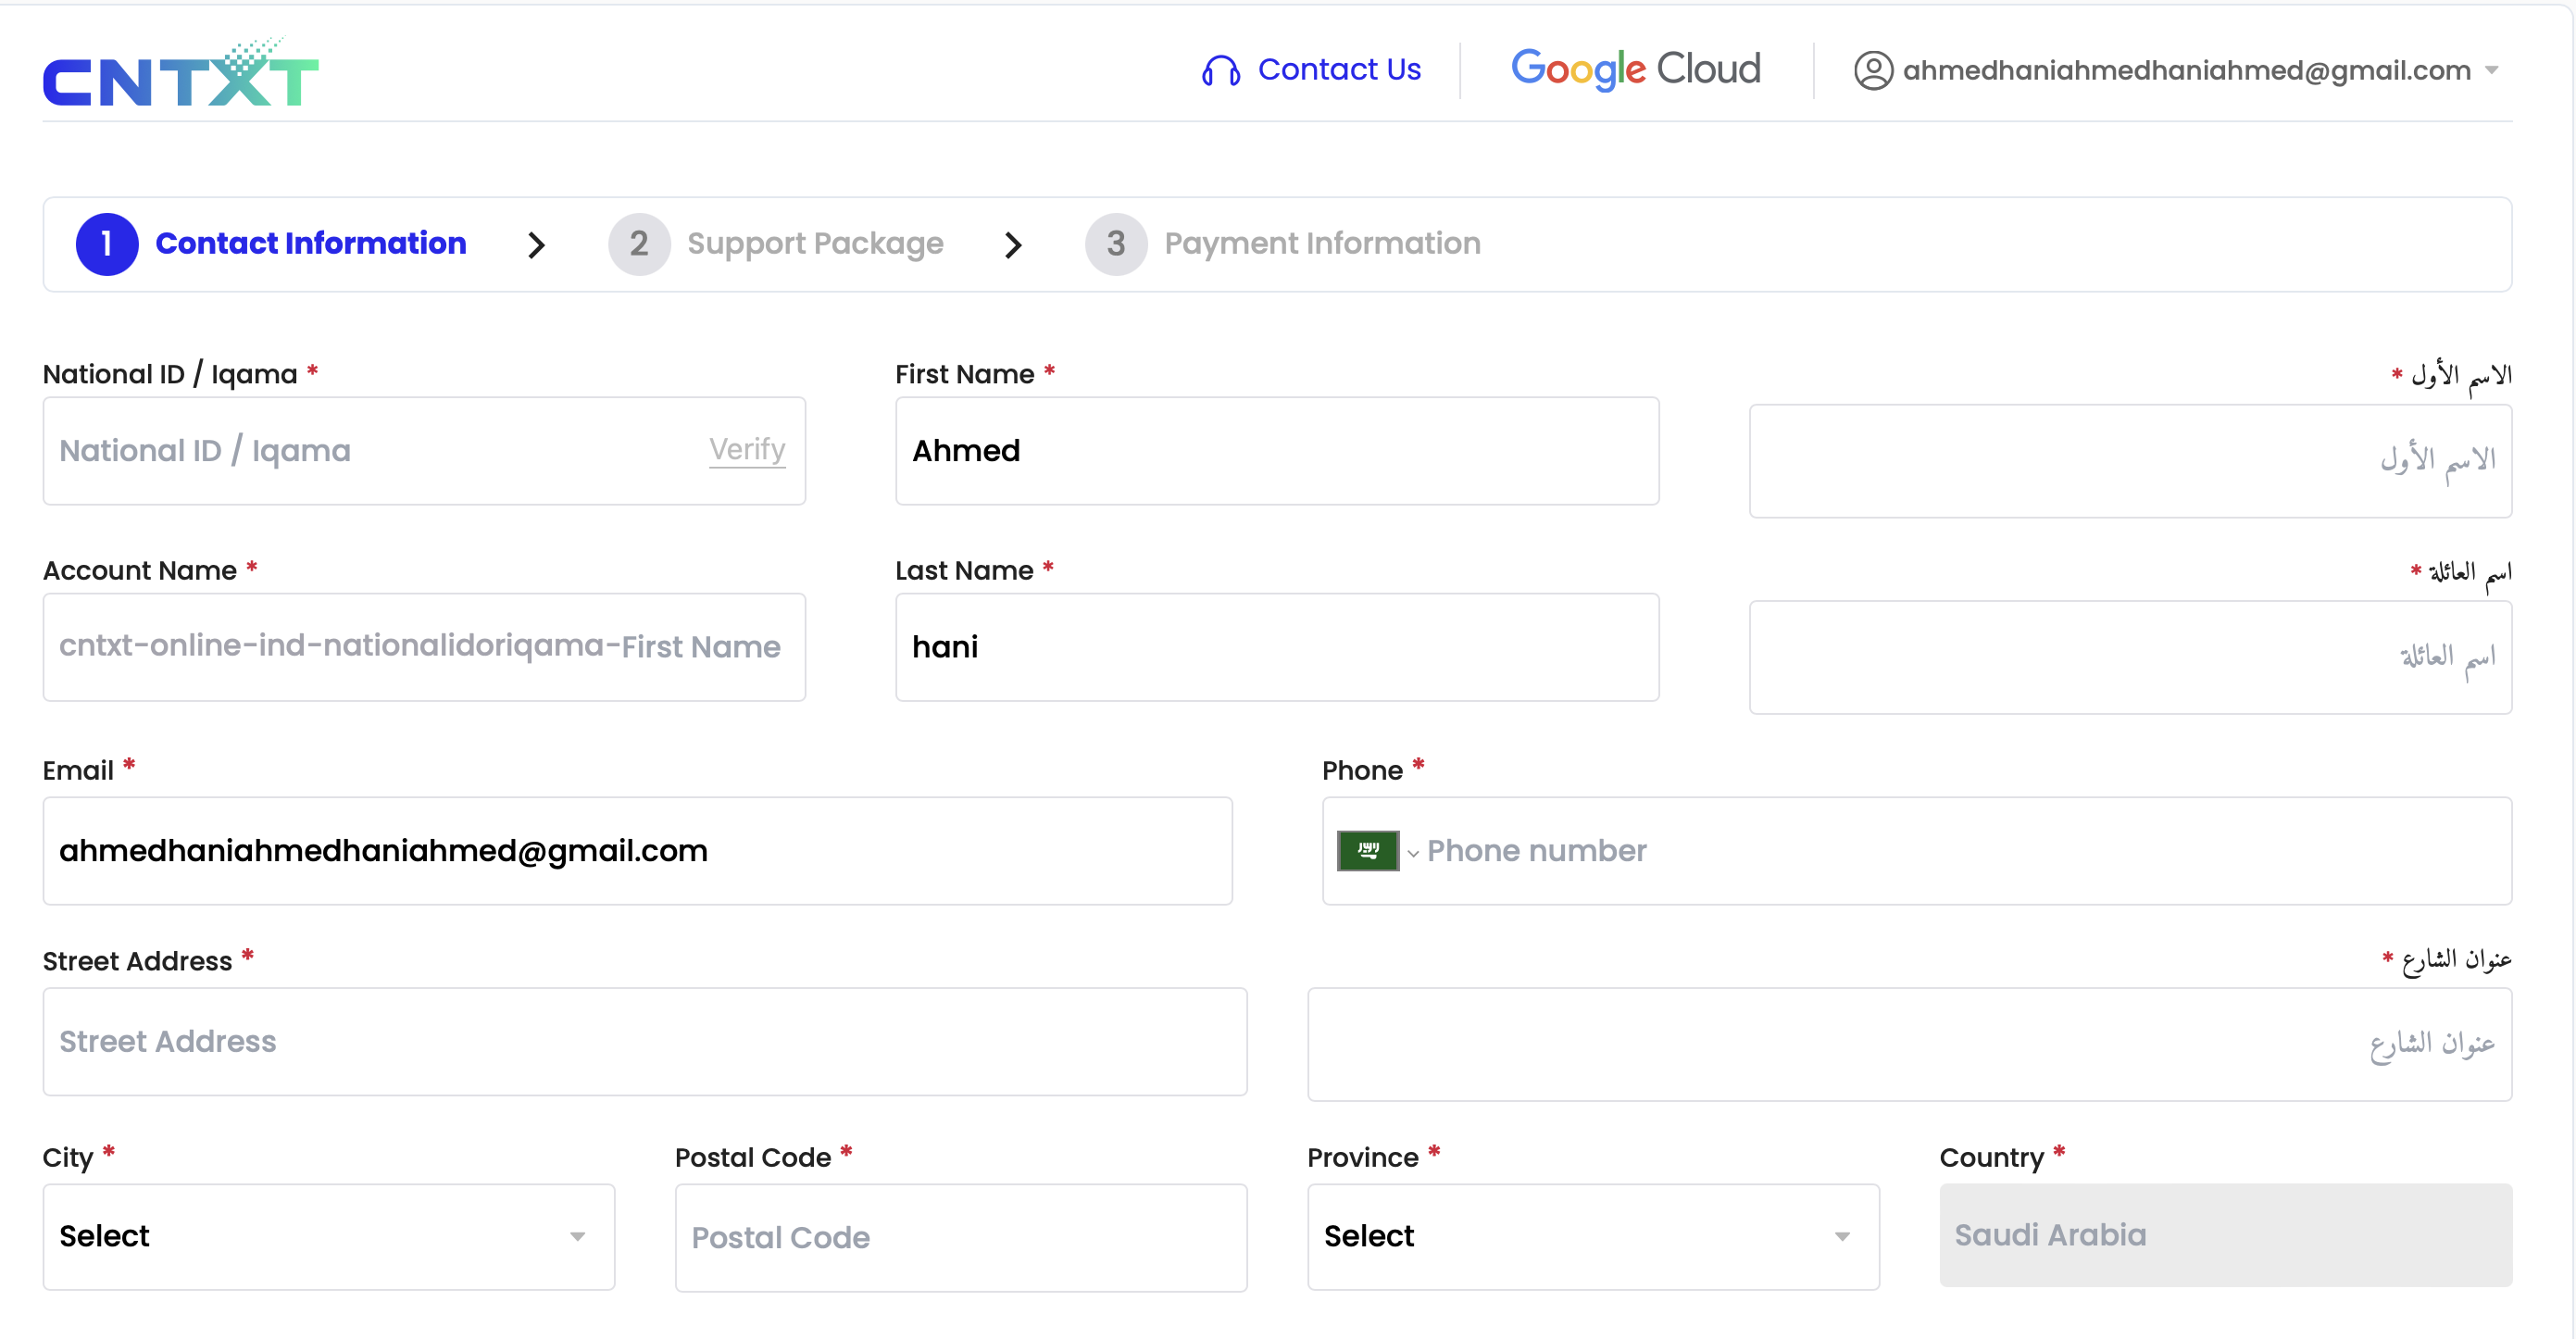 CNTXT
Contact Us
Google Cloud
ahmedhaniahmedhaniahmed@gmail.com
1 Contact Information
2 Support Package
3 Payment Information
National ID / Iqama *
First Name *
الاسم الأول *
National ID / Iqama
Verify
Ahmed
الاسم الأول
Account Name *
Last Name *
اسم العائلة *
cntxt-online-ind-nationalidoriqama-First Name
hani
اسم العائلة
Email *
Phone *
ahmedhaniahmedhaniahmed@gmail.com
Phone number
Street Address *
عنوان الشارع *
Street Address
عنوان الشارع
City *
Postal Code *
Province *
Country *
Select
Postal Code
Select
Saudi Arabia